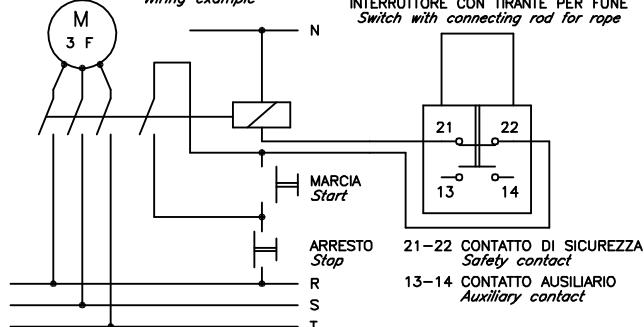 wiring example
INTERRUTTORE CON TIRANTE PER FUNE
Switch with connecting rod for rope
M
3 F
N
21
22
13
14
MARCIA
Start
ARRESTO
Stop
21-22 CONTATTO DI SICUREZZA
Safety contact
13-14 CONTATTO AUSILIARIO
Auxiliary contact
R
S
T